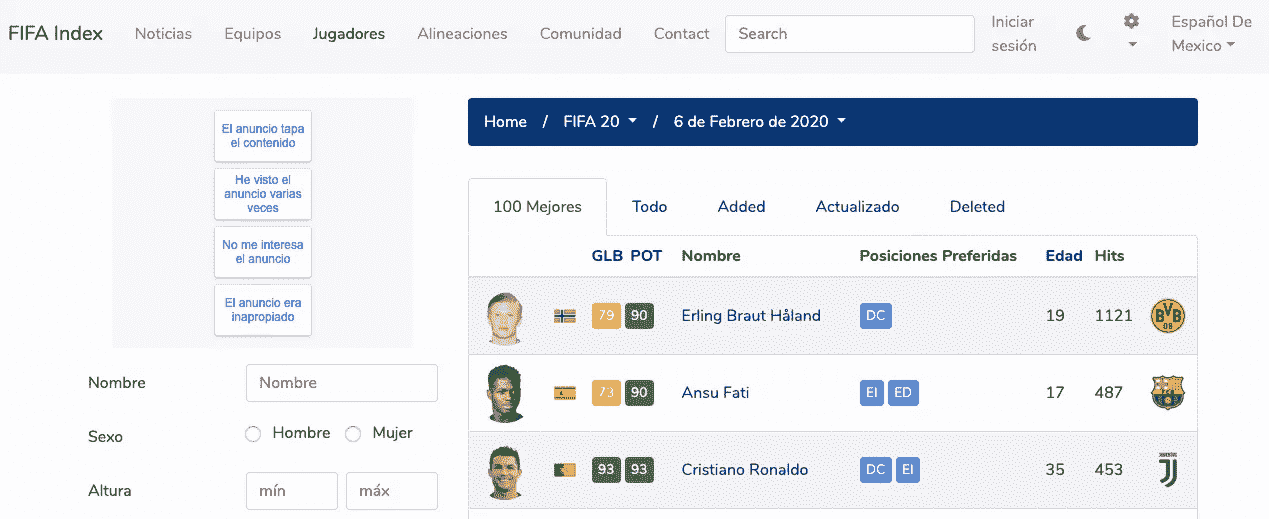 FIFA Index Noticias Equipos Jugadores Alineaciones Comunidad Contact Search Iniciar sesión Español De Mexico
El anuncio tapa
el contenido
He visto el
anuncio varias
veces
No me interesa
el anuncio
El anuncio era
inapropiado
Nombre Nombre
Sexo Hombre Mujer
Altura mín máx
Home / FIFA 20 / 6 de Febrero de 2020
100 Mejores Todo Added Actualizado Deleted
GLB POT Nombre Posiciones Preferidas Edad Hits
79 90 Erling Braut Håland DC 19 1121 BVB 09
73 90 Ansu Fati EI ED 17 487
93 93 Cristiano Ronaldo DC EI 35 453